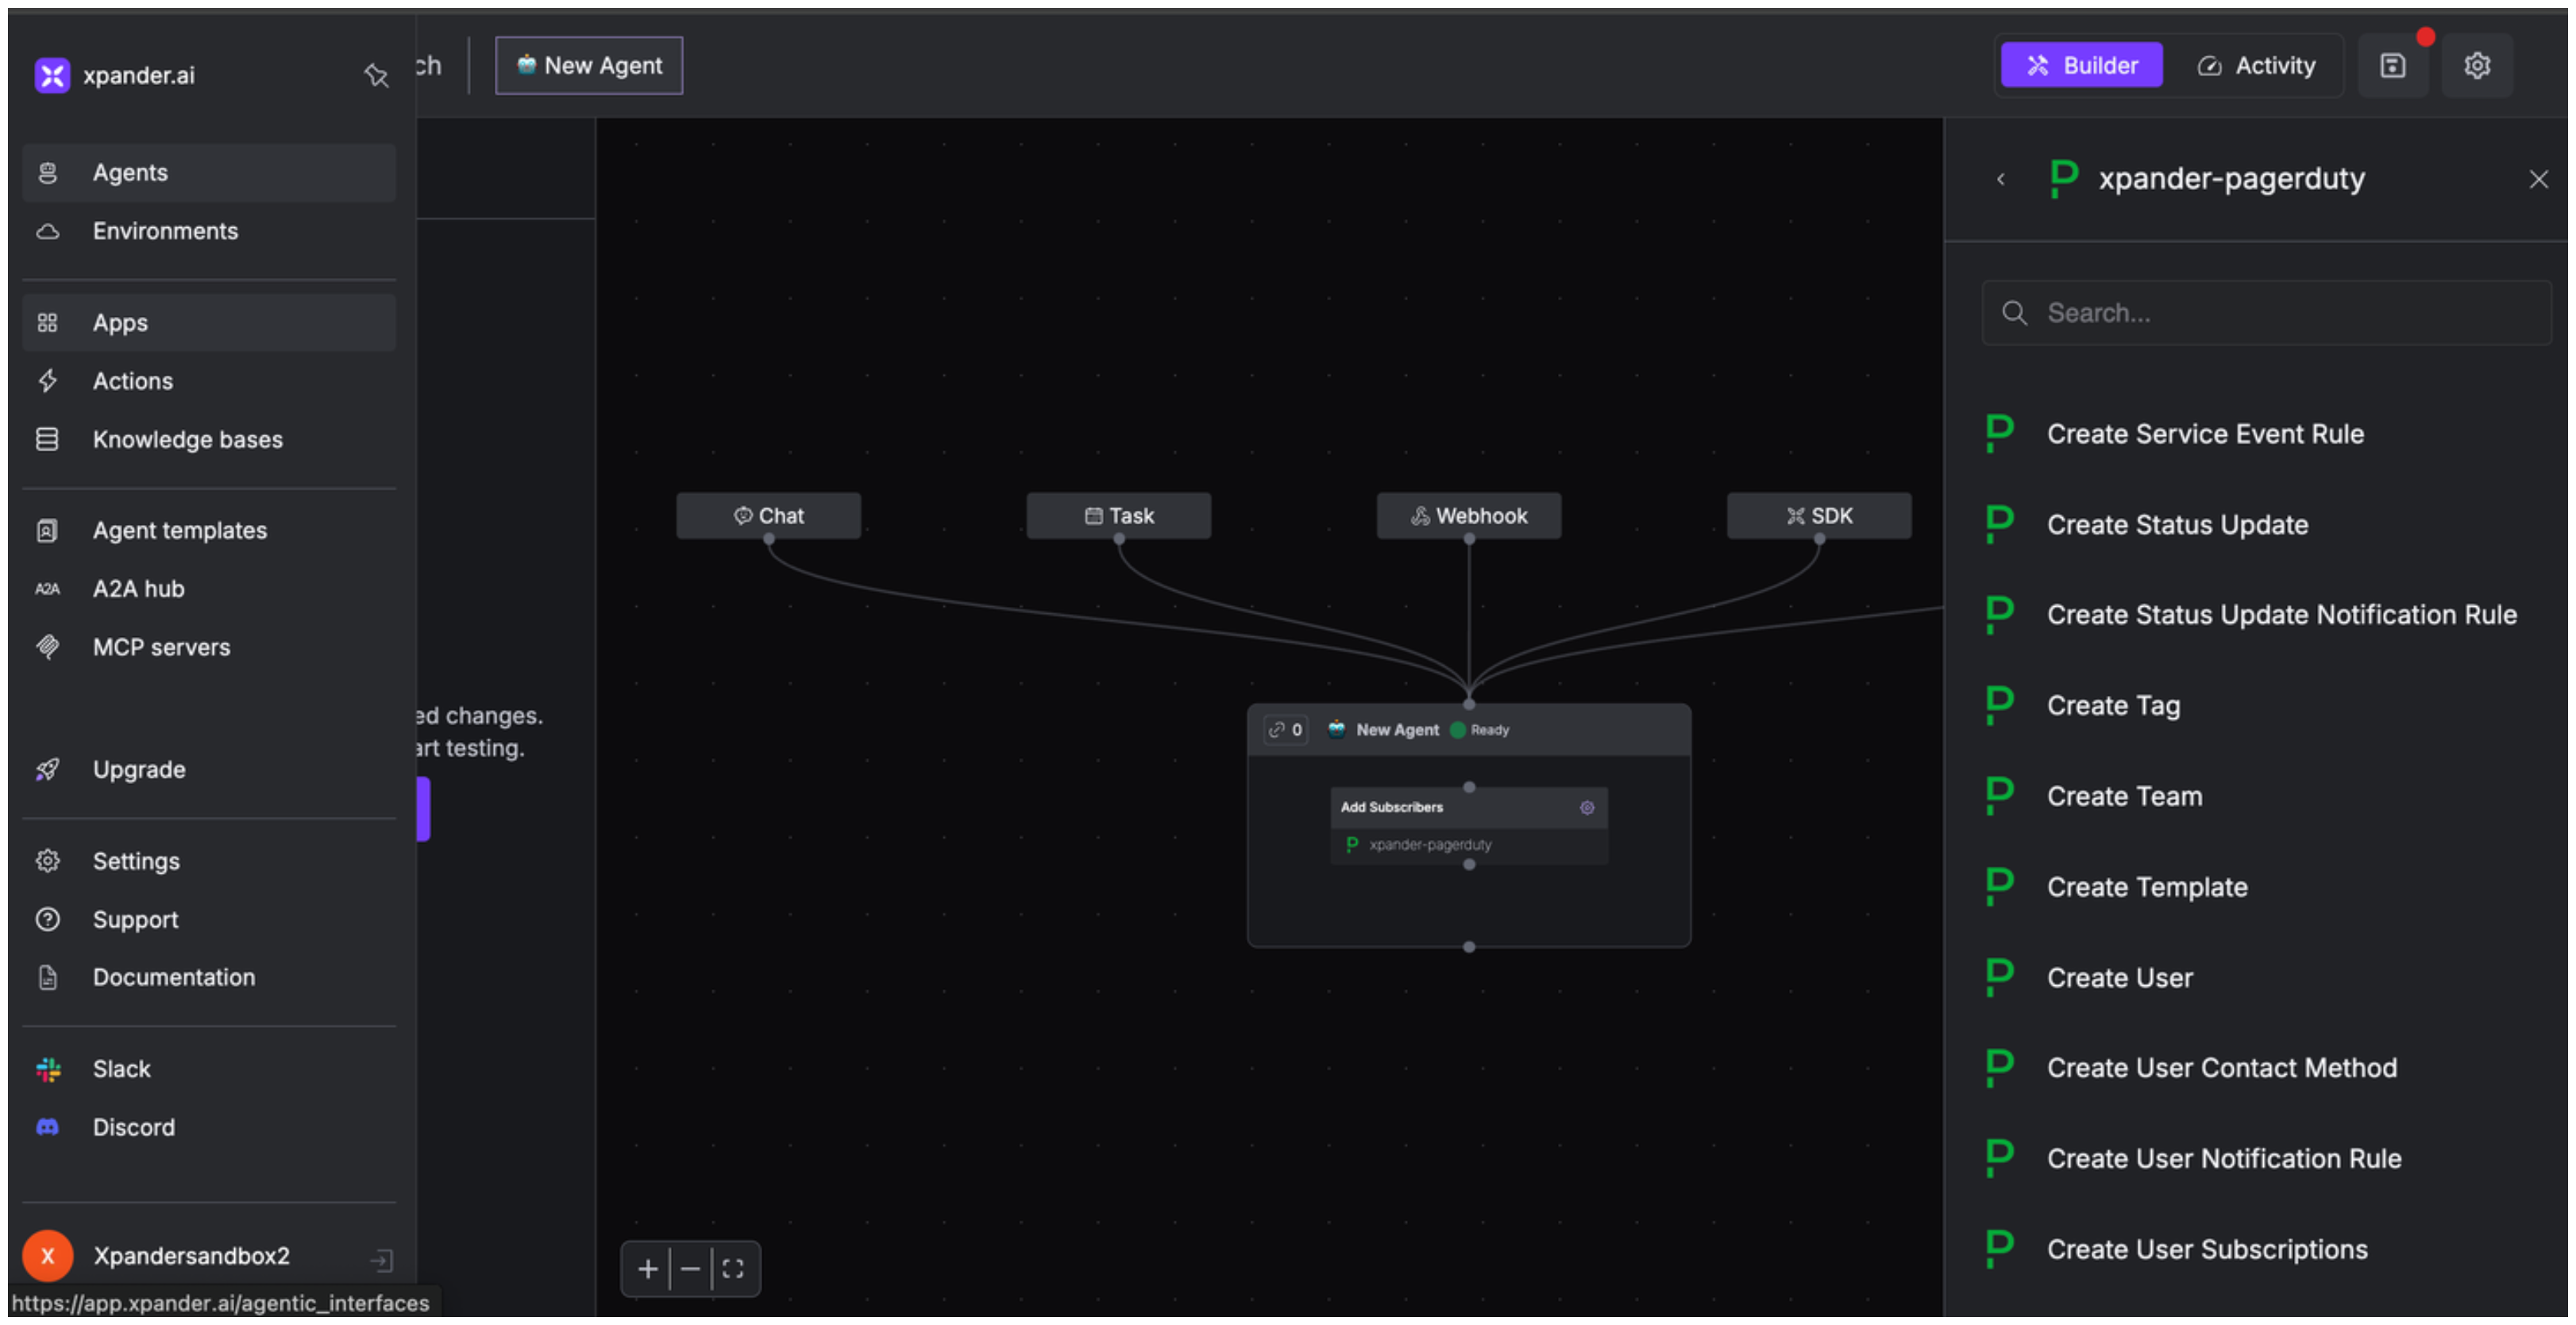 xpander.ai
ch
New Agent
Builder
Activity
Agents
Environments
Apps
Actions
Knowledge bases
Agent templates
A2A
A2A hub
MCP servers
Upgrade
Settings
Support
Documentation
Slack
Discord
X
Xpandersandbox2
https://app.xpander.ai/agentic_interfaces
ed changes.
art testing.
Chat
Task
Webhook
SDK
0
New Agent
Ready
Add Subscribers
xpander-pagerduty
xpander-pagerduty
Search...
Create Service Event Rule
Create Status Update
Create Status Update Notification Rule
Create Tag
Create Team
Create Template
Create User
Create User Contact Method
Create User Notification Rule
Create User Subscriptions